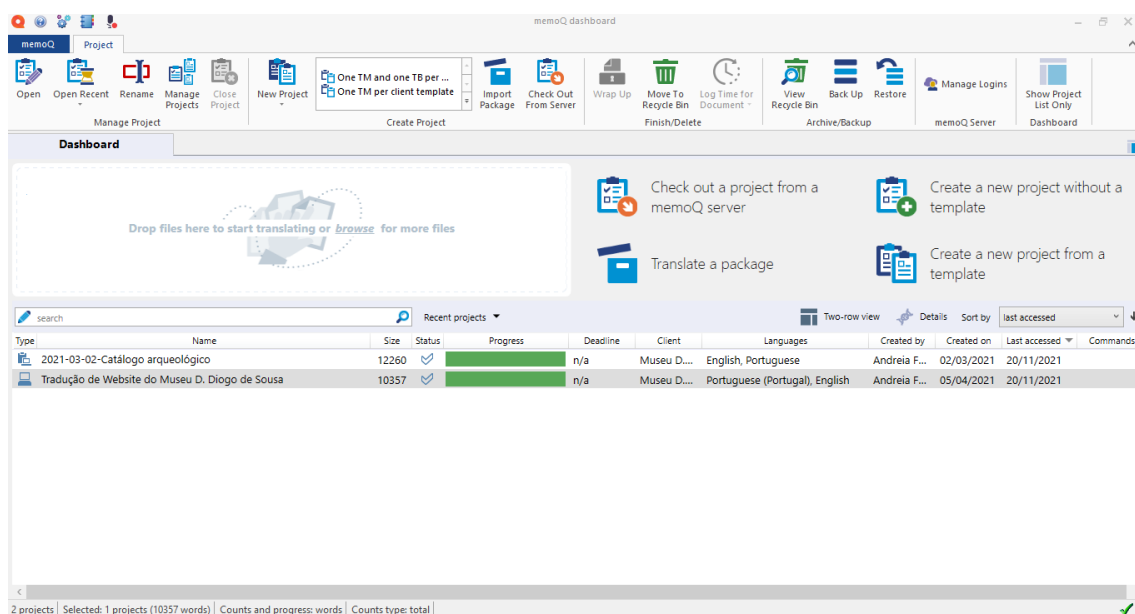 memoQ dashboard
memoQ Project
Open Open Recent Rename Manage Projects Close Project New Project One TM and one TB per ... Import Package Check Out From Server Wrap Up Move To Recycle Bin Log Time for Document View Recycle Bin Back Up Restore Manage Logins Show Project List Only
One TM per client template
Manage Project Create Project Finish/Delete Archive/Backup memoQ Server Dashboard
Dashboard
Drop files here to start translating or browse for more files
Check out a project from a
memoQ server
Create a new project without a
template
Translate a package
Create a new project from a
template
search Recent projects Two-row view Details Sort by last accessed
Type Name Size Status Progress Deadline Client Languages Created by Created on Last accessed Commands
2021-03-02-Catálogo arqueológico 12260 n/a Museu D.... English, Portuguese Andreia F... 02/03/2021 20/11/2021
Tradução de Website do Museu D. Diogo de Sousa 10357 n/a Museu D.... Portuguese (Portugal), English Andreia F... 05/04/2021 20/11/2021
2 projects Selected: 1 projects (10357 words) Counts and progress: words Counts type: total